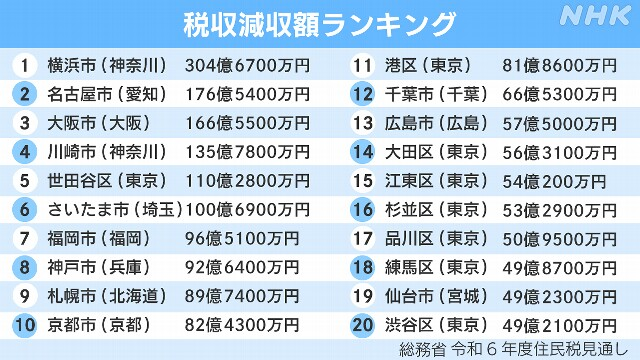 税収減収額ランキング
NHK
1 横浜市(神奈川) 304億6700万円
2 名古屋市(愛知) 176億5400万円
3 大阪市(大阪) 166億5500万円
4 川崎市(神奈川) 135億7800万円
5 世田谷区(東京) 110億2800万円
6 さいたま市(埼玉) 100億6900万円
7 福岡市(福岡) 96億5100万円
8 神戸市(兵庫) 92億6400万円
9 札幌市(北海道) 89億7400万円
10 京都市(京都) 82億4300万円
11 港区(東京) 81億8600万円
12 千葉市(千葉) 66億5300万円
13 広島市(広島) 57億5000万円
14 大田区(東京) 56億3100万円
15 江東区(東京) 54億200万円
16 杉並区(東京) 53億2900万円
17 品川区(東京) 50億9500万円
18 練馬区(東京) 49億8700万円
19 仙台市(宮城) 49億2300万円
20 渋谷区(東京) 49億2100万円
総務省 令和6年度住民税見通し